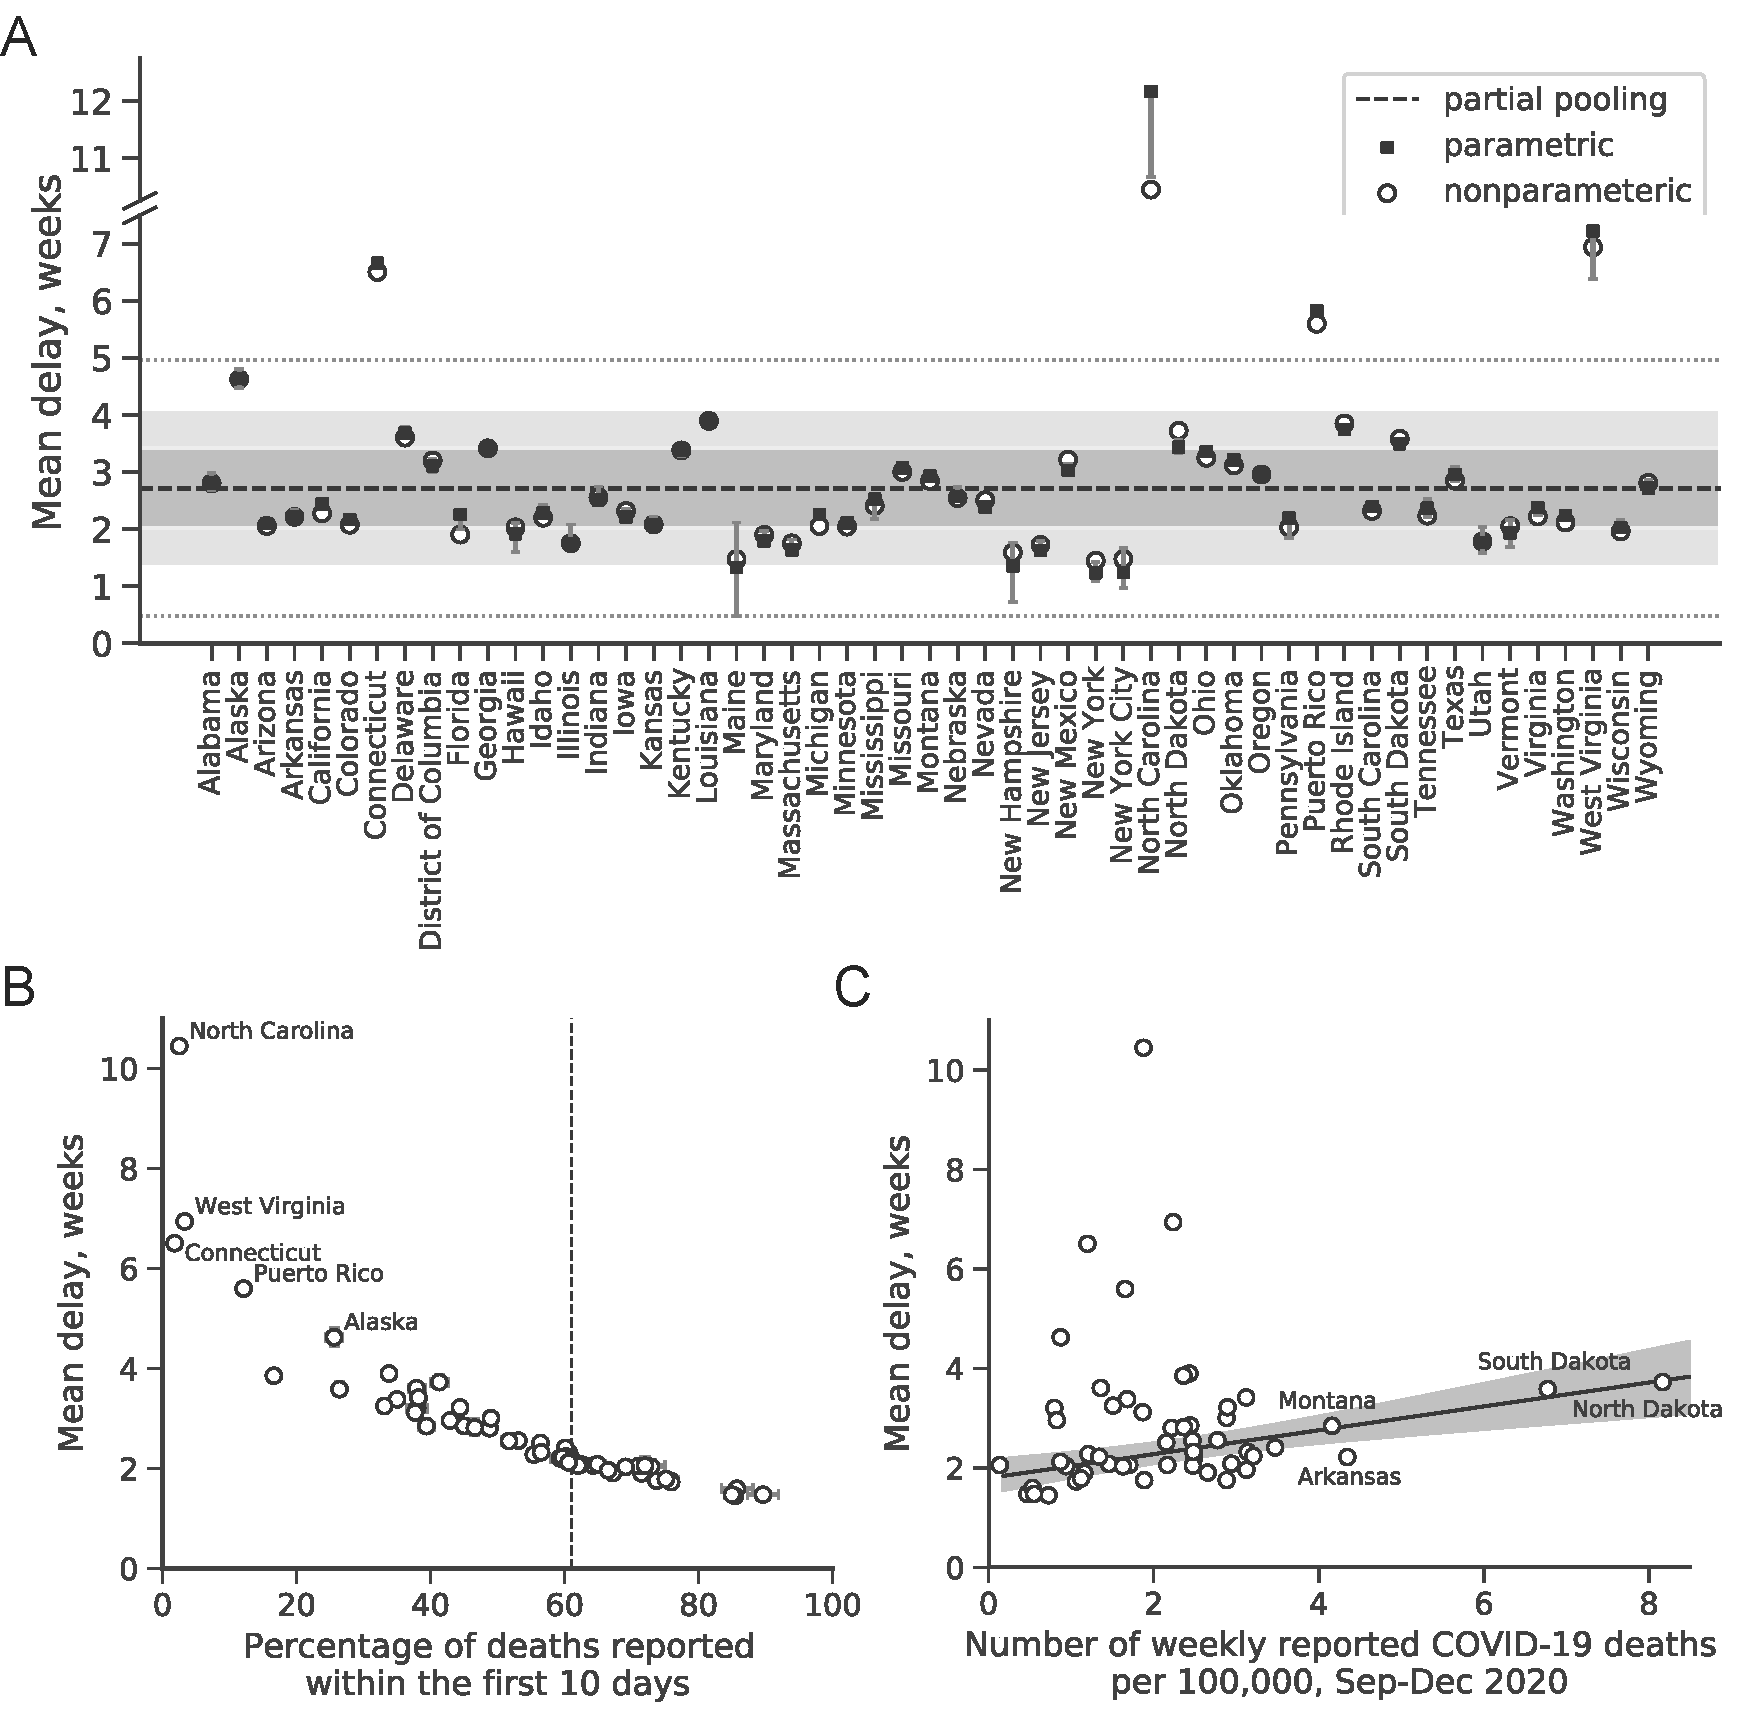 A
Mean delay, weeks
12
11
7
6
5
4
3
2
1
0
partial pooling
parametric
nonparameteric
Alabama
Alaska
Arizona
Arkansas
California
Colorado
Connecticut
Delaware
District of Columbia
Florida
Georgia
Hawaii
Idaho
Illinois
Indiana
Iowa
Kansas
Kentucky
Louisiana
Maine
Maryland
Massachusetts
Michigan
Minnesota
Mississippi
Missouri
Montana
Nebraska
Nevada
New Hampshire
New Jersey
New Mexico
New York
New York City
North Carolina
North Dakota
Ohio
Oklahoma
Oregon
Pennsylvania
Puerto Rico
Rhode Island
South Carolina
South Dakota
Tennessee
Texas
Utah
Vermont
Virginia
Washington
West Virginia
Wisconsin
Wyoming
B
Mean delay, weeks
10
8
6
4
2
0
North Carolina
West Virginia
Connecticut
Puerto Rico
Alaska
0 20 40 60 80 100
Percentage of deaths reported
within the first 10 days
C
Mean delay, weeks
10
8
6
4
2
0
South Dakota
Montana
North Dakota
Arkansas
0 2 4 6 8
Number of weekly reported COVID-19 deaths
per 100,000, Sep-Dec 2020